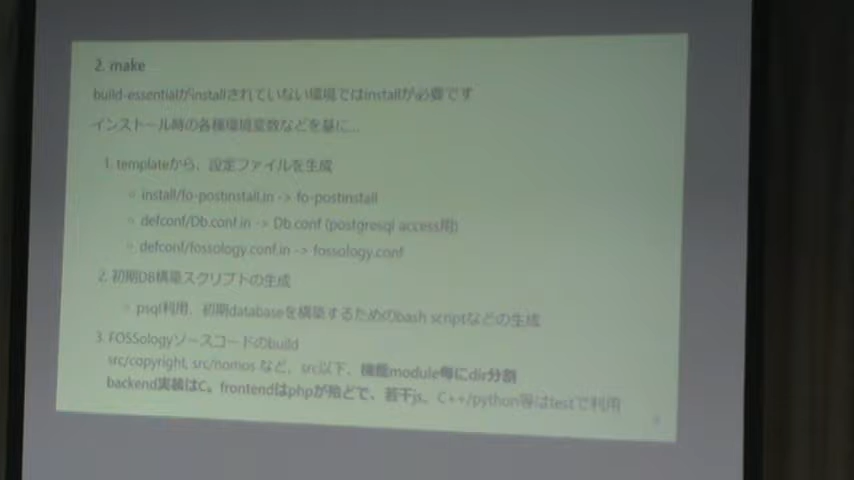 2. make
build-essentialがinstallされていない環境ではinstallが必要です
インストール時の各種環境変数などを基に...
1. templateから、設定ファイルを生成
○ install/fo-postinstall.in -> fo-postinstall
○ defconf/Db.conf.in -> Db.conf (postgresql access用)
○ defconf/fossology.conf.in -> fossology.conf
2. 初期DB構築スクリプトの生成
○ psql利用、初期databaseを構築するためのbash scriptなどの生成
3. FOSSologyソースコードのbuild
src/copyright, src/nomos など、src以下、機能module毎にdir分割
backend実装はC。frontendはphpが殆どで、若干js。C++/python等はtestで利用